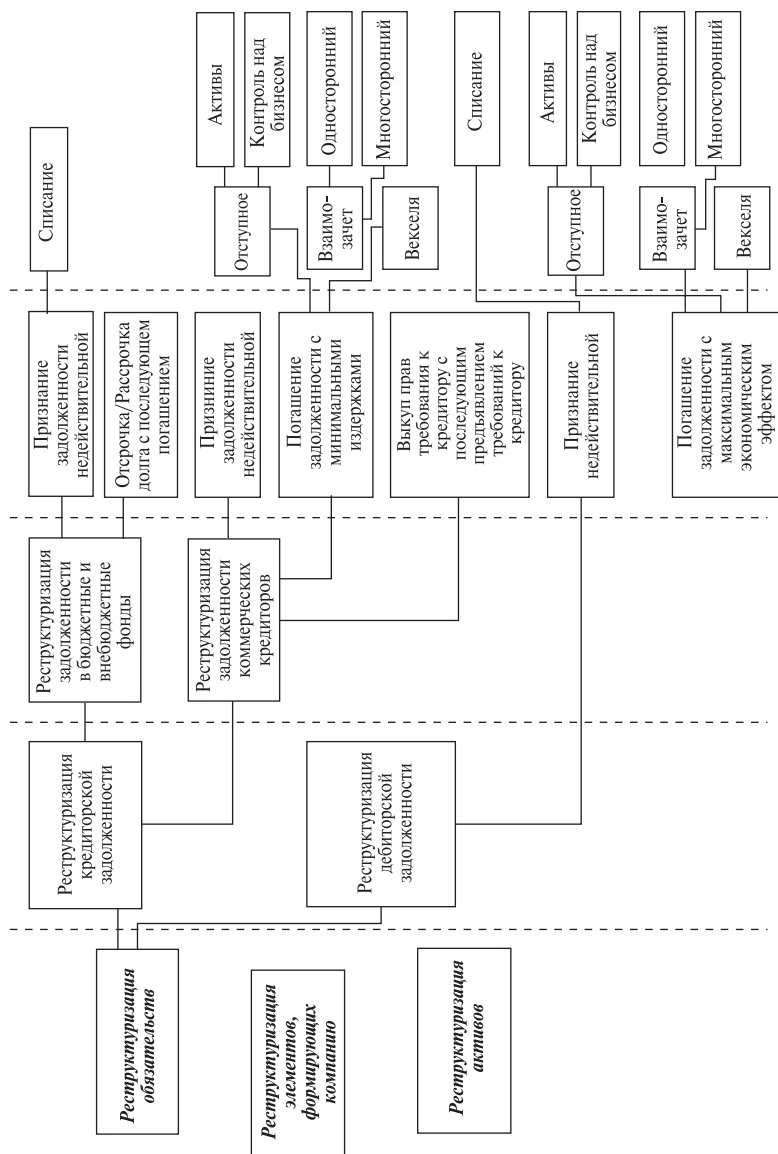 Реструктуризация
обязательств
Реструктуризация
элементов,
формирующих
компанию
Реструктуризация
активов
Реструктуризация
кредиторской
задолженности
Реструктуризация
дебиторской
задолженности
Реструктуризация
задолженности
в бюджетные и
внебюджетные
фонды
Реструктуризация
задолженности
коммерческих
кредиторов
Признание
задолженности
недействительной
Отсрочка/Рассрочка
долга с последующем
погашением
Призниние
задолженности
недействительной
Погашение
задолженности с
минимальными
издержками
Выкуп прав
требования к
кредитору с
последующим
предъявлением
требований к
кредитору
Признание
недействительной
Погашение
задолженности с
максимальным
экономическим
эффектом
Списание
Отступное
Взаимо-
зачет
Векселя
Активы
Контроль над
бизнесом
Односторонний
Многосторонний
Списание
Отступное
Взаимо-
зачет
Векселя
Активы
Контроль над
бизнесом
Односторонний
Многосторонний